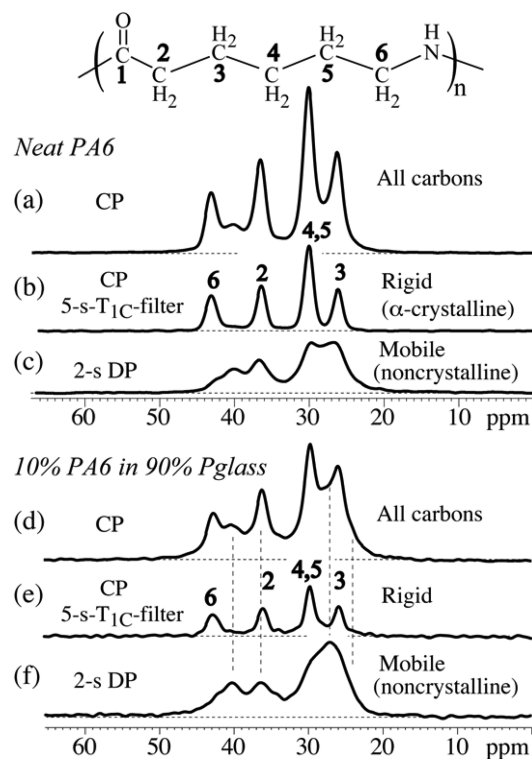 O
H₂
H₂
H
2
C
4
C
6
N
C
1
3
5
C
H₂
C
H₂
C
H₂
n
Neat PA6
(a) CP All carbons
4,5
(b) CP 5-s-T1C-filter 6 2 3 Rigid (α-crystalline)
(c) 2-s DP Mobile (noncrystalline)
60 50 40 30 20 10 ppm
10% PA6 in 90% Pglass
(d) CP All carbons
(e) CP 5-s-T1C-filter 6 2 4,5 3 Rigid
(f) 2-s DP Mobile (noncrystalline)
60 50 40 30 20 10 ppm